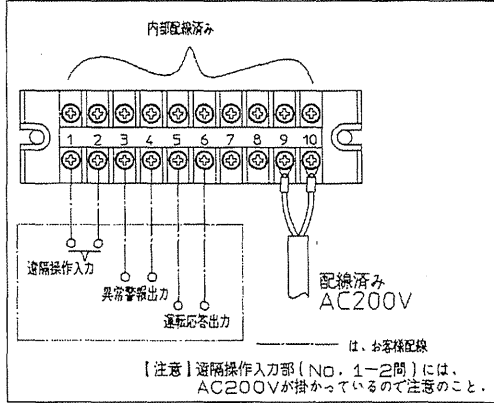 内部配線済み
1 2 3 4 5 6 7 8 9 10
遠隔操作入力
異常警報出力
運転応答出力
配線済み
AC200V
は、お客様配線
【注意】遠隔操作入力部(No. 1−2間)には、
AC200Vが掛かっているので注意のこと.